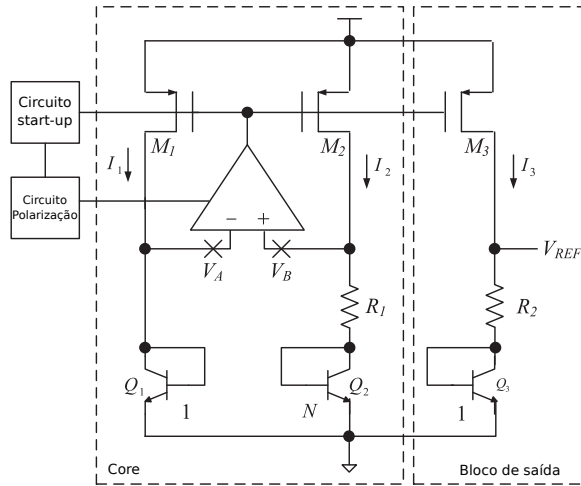 Circuito
start-up
Circuito
Polarização
M1
M2
M3
I1
I2
I3
− +
VA
VB
VREF
R1
R2
Q1
1
N
Q2
1
Q3
Core
Bloco de saída